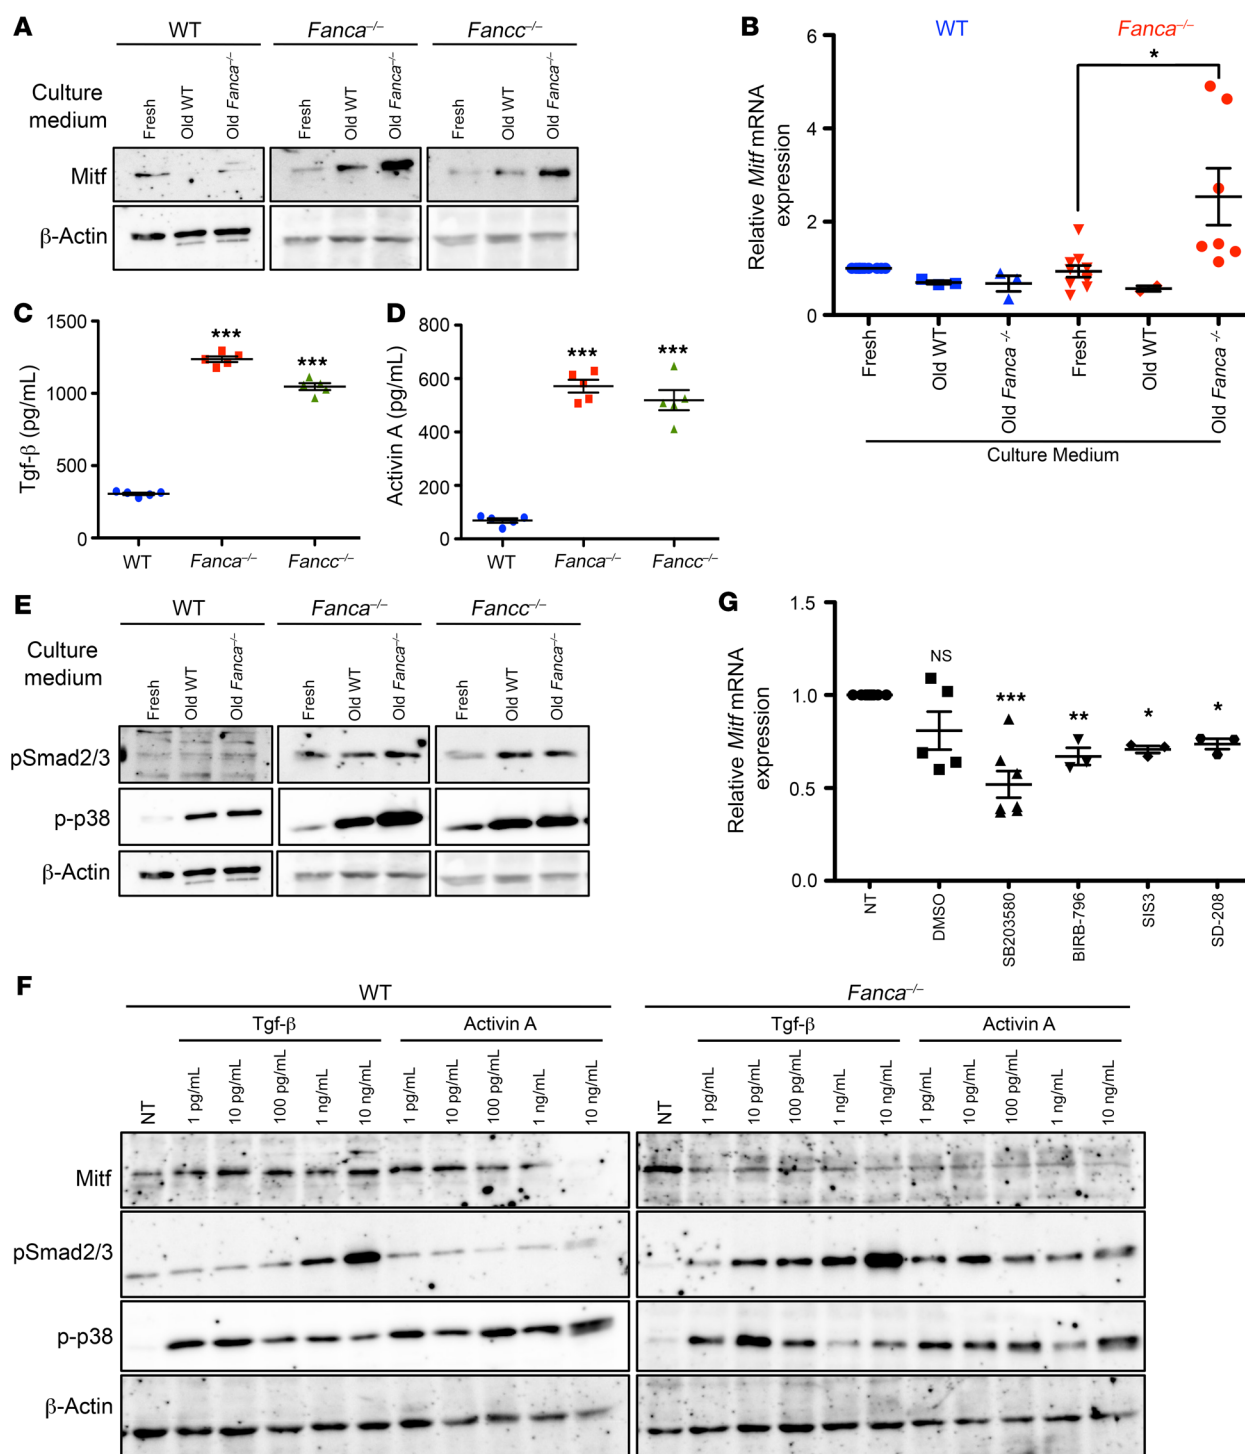 A
WT
Fanca–/–
Fancc–/–
Culture
medium
Fresh
Old WT
Old Fanca–/–
Fresh
Old WT
Old Fanca–/–
Fresh
Old WT
Old Fanca–/–
Mitf
β-Actin
B
WT
Fanca–/–
Relative Mitf mRNA
expression
6
4
2
0
*
Fresh
Old WT
Old Fanca-/-
Fresh
Old WT
Old Fanca-/-
Culture Medium
C
Tgf-β (pg/mL)
1500
1000
500
0
***
***
WT
Fanca–/–
Fancc–/–
D
Activin A (pg/mL)
800
600
400
200
0
***
***
WT
Fanca–/–
Fancc–/–
E
WT
Fanca–/–
Fancc–/–
Culture
medium
Fresh
Old WT
Old Fanca–/–
Fresh
Old WT
Old Fanca–/–
Fresh
Old WT
Old Fanca–/–
pSmad2/3
p-p38
β-Actin
G
Relative Mitf mRNA
expression
1.5
1.0
0.5
0.0
NS
***
**
*
*
NT
DMSO
SB203580
BIRB-796
SIS3
SD-208
F
WT
Fanca–/–
Tgf-β
Activin A
Tgf-β
Activin A
NT
1 pg/mL
10 pg/mL
100 pg/mL
1 ng/mL
10 ng/mL
1 pg/mL
10 pg/mL
100 pg/mL
1 ng/mL
10 ng/mL
NT
1 pg/mL
10 pg/mL
100 pg/mL
1 ng/mL
10 ng/mL
1 pg/mL
10 pg/mL
100 pg/mL
1 ng/mL
10 ng/mL
Mitf
pSmad2/3
p-p38
β-Actin